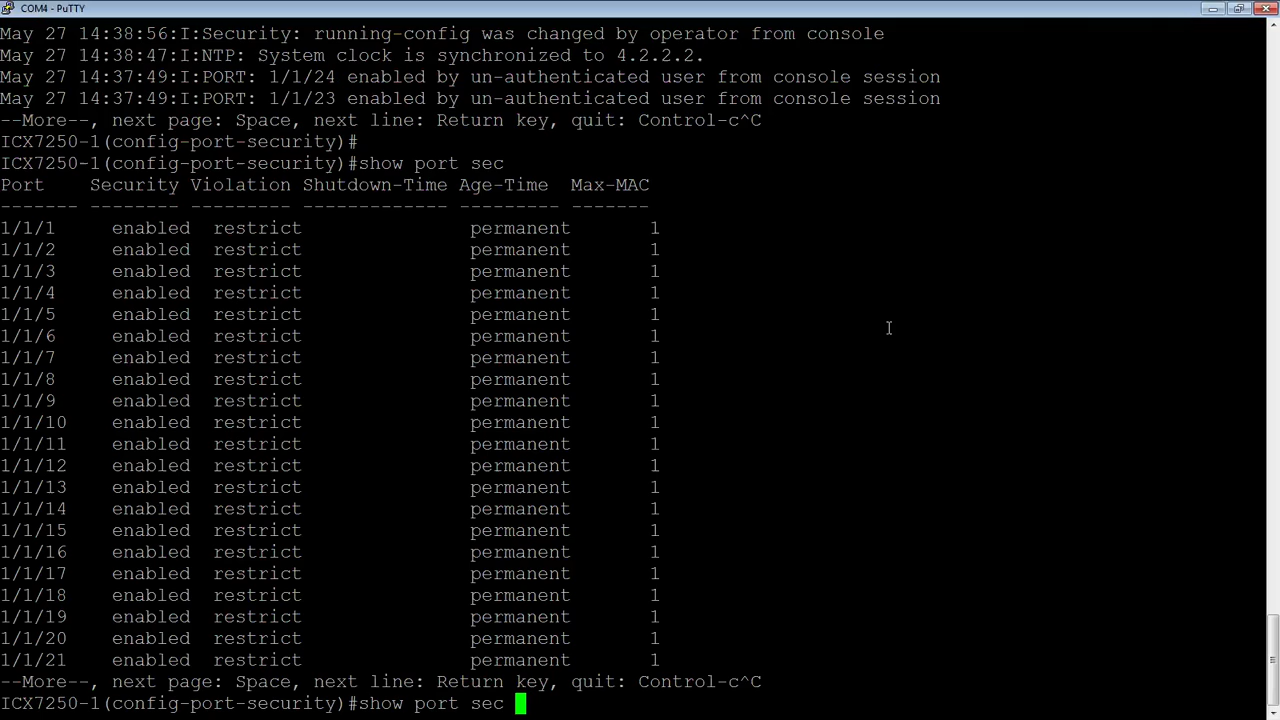 COM4 - PuTTY
May 27 14:38:56:I:Security: running-config was changed by operator from console
May 27 14:38:47:I:NTP: System clock is synchronized to 4.2.2.2.
May 27 14:37:49:I:PORT: 1/1/24 enabled by un-authenticated user from console session
May 27 14:37:49:I:PORT: 1/1/23 enabled by un-authenticated user from console session
--More--, next page: Space, next line: Return key, quit: Control-c^C
ICX7250-1(config-port-security)#
ICX7250-1(config-port-security)#show port sec
Port Security Violation Shutdown-Time Age-Time Max-MAC
------- -------- --------- ------------- --------- -------
1/1/1 enabled restrict permanent 1
1/1/2 enabled restrict permanent 1
1/1/3 enabled restrict permanent 1
1/1/4 enabled restrict permanent 1
1/1/5 enabled restrict permanent 1
1/1/6 enabled restrict permanent 1
1/1/7 enabled restrict permanent 1
1/1/8 enabled restrict permanent 1
1/1/9 enabled restrict permanent 1
1/1/10 enabled restrict permanent 1
1/1/11 enabled restrict permanent 1
1/1/12 enabled restrict permanent 1
1/1/13 enabled restrict permanent 1
1/1/14 enabled restrict permanent 1
1/1/15 enabled restrict permanent 1
1/1/16 enabled restrict permanent 1
1/1/17 enabled restrict permanent 1
1/1/18 enabled restrict permanent 1
1/1/19 enabled restrict permanent 1
1/1/20 enabled restrict permanent 1
1/1/21 enabled restrict permanent 1
--More--, next page: Space, next line: Return key, quit: Control-c^C
ICX7250-1(config-port-security)#show port sec